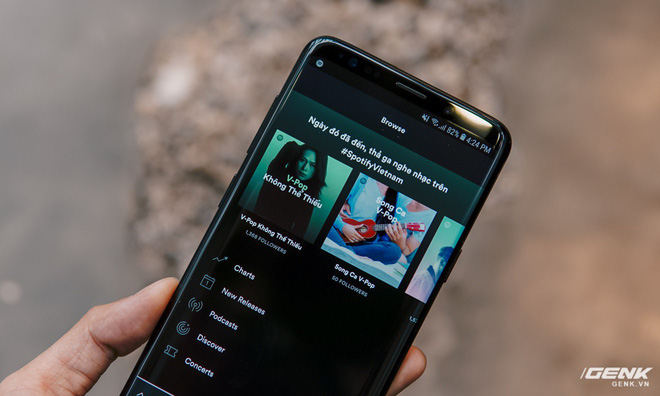 82% 4:24 PM
Browse
Ngày đó đã đến, thả ga nghe nhạc trên
#SpotifyVietnam
V-Pop
Không Thể Thiếu
Song Ca
V-Pop
V-Pop Không Thể Thiếu
1,558 FOLLOWERS
Song Ca V-Pop
50 FOLLOWERS
Charts
New Releases
Podcasts
Discover
Concerts
GENK
GENK.VN